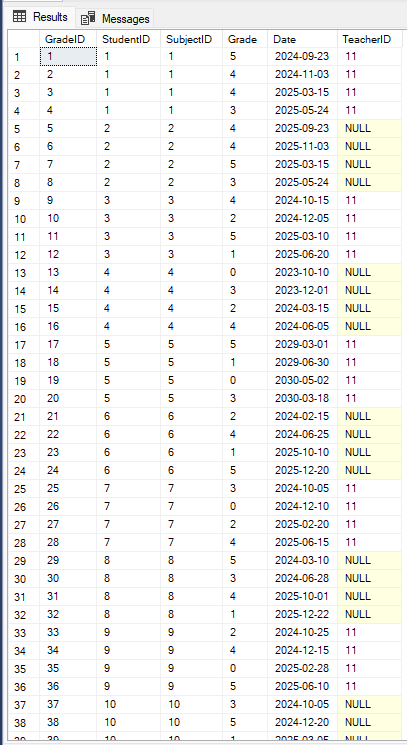 Results Messages
GradeID StudentID SubjectID Grade Date TeacherID
1 1 1 1 5 2024-09-23 11
2 2 1 1 4 2024-11-03 11
3 3 1 1 4 2025-03-15 11
4 4 1 1 3 2025-05-24 11
5 5 2 2 4 2025-09-23 NULL
6 6 2 2 4 2025-11-03 NULL
7 7 2 2 5 2025-03-15 NULL
8 8 2 2 3 2025-05-24 NULL
9 9 3 3 4 2024-10-15 11
10 10 3 3 2 2024-12-05 11
11 11 3 3 5 2025-03-10 11
12 12 3 3 1 2025-06-20 11
13 13 4 4 0 2023-10-10 NULL
14 14 4 4 3 2023-12-01 NULL
15 15 4 4 2 2024-03-15 NULL
16 16 4 4 4 2024-06-05 NULL
17 17 5 5 5 2029-03-01 11
18 18 5 5 1 2029-06-30 11
19 19 5 5 0 2030-05-02 11
20 20 5 5 3 2030-03-18 11
21 21 6 6 2 2024-02-15 NULL
22 22 6 6 4 2024-06-25 NULL
23 23 6 6 1 2025-10-10 NULL
24 24 6 6 5 2025-12-20 NULL
25 25 7 7 3 2024-10-05 11
26 26 7 7 0 2024-12-10 11
27 27 7 7 2 2025-02-20 11
28 28 7 7 4 2025-06-15 11
29 29 8 8 5 2024-03-10 NULL
30 30 8 8 3 2024-06-28 NULL
31 31 8 8 4 2025-10-01 NULL
32 32 8 8 1 2025-12-22 NULL
33 33 9 9 2 2024-10-25 11
34 34 9 9 4 2024-12-15 11
35 35 9 9 0 2025-02-28 11
36 36 9 9 5 2025-06-10 11
37 37 10 10 3 2024-10-05 NULL
38 38 10 10 5 2024-12-20 NULL
39 39 10 10 1 2025-03-05 NULL